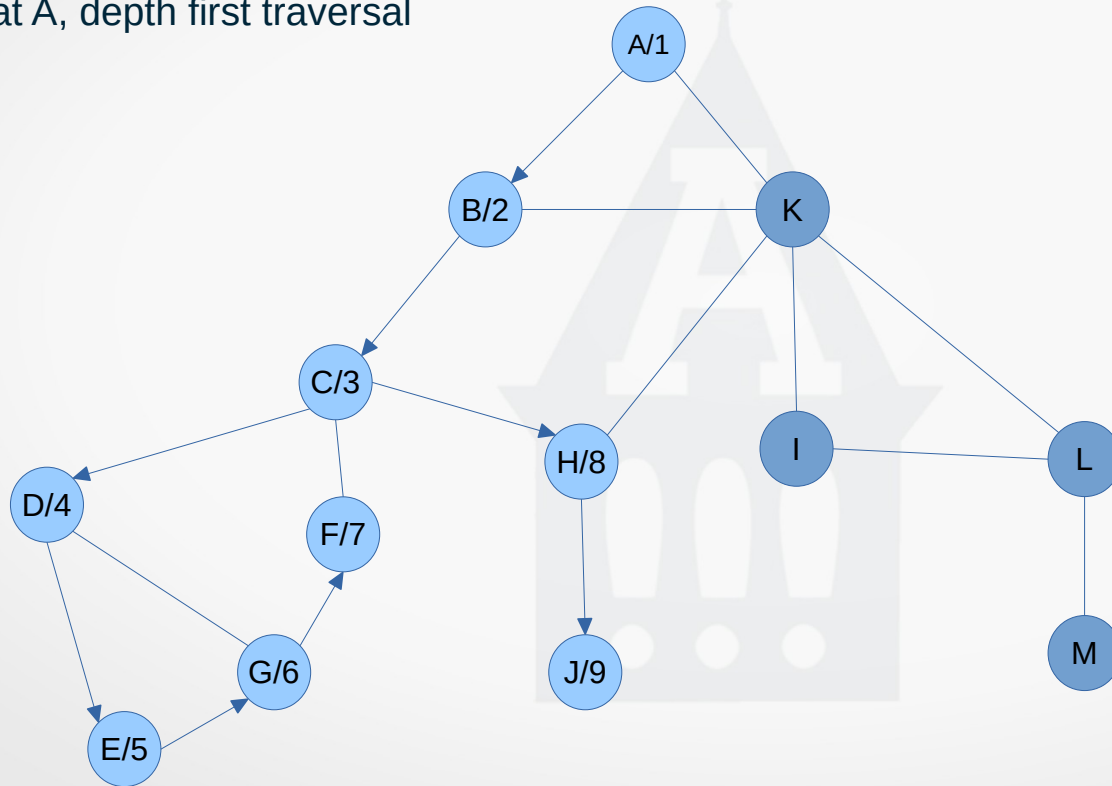 at A, depth first traversal
A/1
B/2
K
C/3
H/8
I
L
D/4
F/7
G/6
J/9
M
E/5